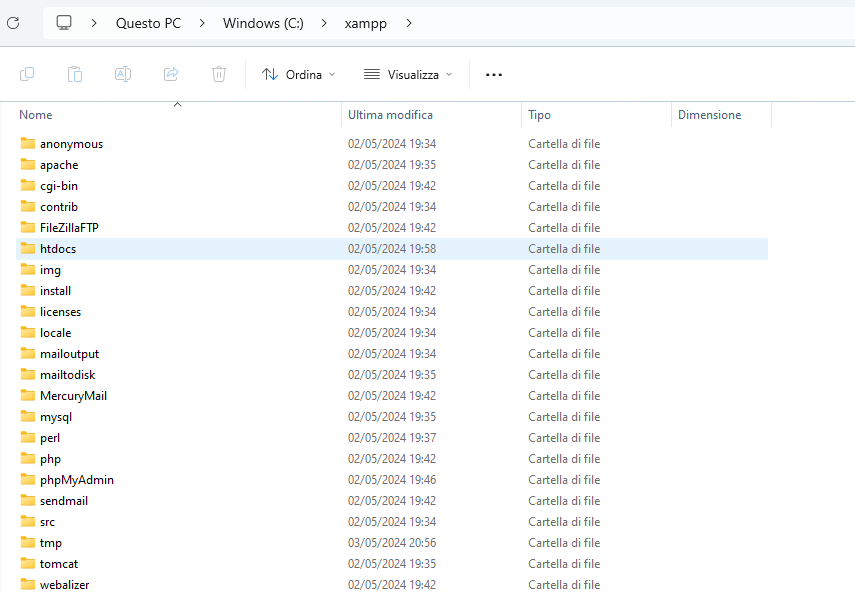 Questo PC > Windows (C:) > xampp >
Ordina Visualizza ...
Nome Ultima modifica Tipo Dimensione
anonymous 02/05/2024 19:34 Cartella di file
apache 02/05/2024 19:35 Cartella di file
cgi-bin 02/05/2024 19:42 Cartella di file
contrib 02/05/2024 19:34 Cartella di file
FileZillaFTP 02/05/2024 19:42 Cartella di file
htdocs 02/05/2024 19:58 Cartella di file
img 02/05/2024 19:34 Cartella di file
install 02/05/2024 19:42 Cartella di file
licenses 02/05/2024 19:34 Cartella di file
locale 02/05/2024 19:34 Cartella di file
mailoutput 02/05/2024 19:34 Cartella di file
mailtodisk 02/05/2024 19:35 Cartella di file
MercuryMail 02/05/2024 19:42 Cartella di file
mysql 02/05/2024 19:35 Cartella di file
perl 02/05/2024 19:37 Cartella di file
php 02/05/2024 19:42 Cartella di file
phpMyAdmin 02/05/2024 19:46 Cartella di file
sendmail 02/05/2024 19:42 Cartella di file
src 02/05/2024 19:34 Cartella di file
tmp 03/05/2024 20:56 Cartella di file
tomcat 02/05/2024 19:35 Cartella di file
webalizer 02/05/2024 19:42 Cartella di file